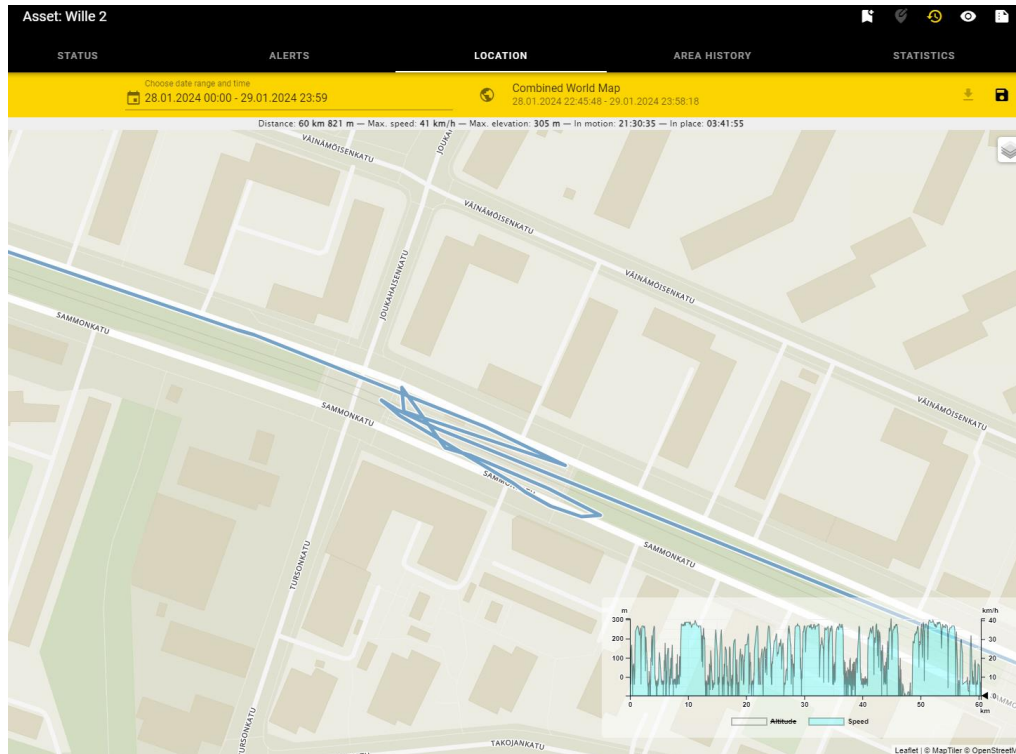 Asset: Wille 2
STATUS
ALERTS
LOCATION
AREA HISTORY
STATISTICS
Choose date range and time
28.01.2024 00:00 - 29.01.2024 23:59
Combined World Map
28.01.2024 22:45:48 - 29.01.2024 23:58:18
Distance: 60 km 821 m — Max. speed: 41 km/h — Max. elevation: 305 m — In motion: 21:30:35 — In place: 03:41:55
VÄINÄMÖISENKATU
VÄINÄMÖISENKATU
JOUKAHAISENKATU
VÄINÄMÖISENKATU
SAMMONKATU
VÄINÄMÖISENKATU
SAMMONKATU
VÄINÄMÖISENKATU
SAMMONKATU
SAMMONKATU
TURSONKATU
TURSONKATU
TAKOJANKATU
m
km/h
300
200
100
0
40
30
20
10
0
0
10
20
30
40
50
60
km
Altitude
Speed
Leaflet | © MapTiler © OpenStreetM